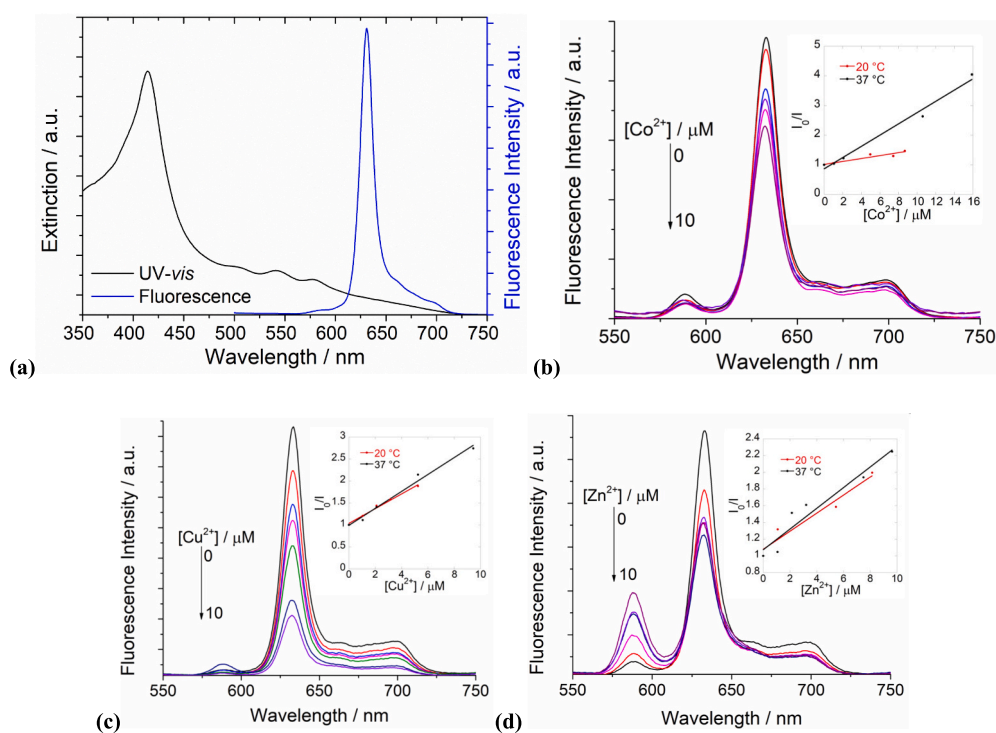 Extinction / a.u.
Fluorescence Intensity / a.u.
UV-vis
Fluorescence
350 400 450 500 550 600 650 700 750
Wavelength / nm
(a)
Fluorescence Intensity / a.u.
[Co2+] / μM
0
10
5
4
3
2
1
0
I0/I
20 °C
37 °C
0 2 4 6 8 10 12 14 16
[Co2+] / μM
550 600 650 700 750
Wavelength / nm
(b)
Fluorescence Intensity / a.u.
[Cu2+] / μM
0
10
3
2.5
2
1.5
1
0.5
0
I0/I
20 °C
37 °C
0 2 4 6 8 10
[Cu2+] / μM
550 600 650 700 750
Wavelength / nm
(c)
Fluorescence Intensity / a.u.
[Zn2+] / μM
0
10
2.4
2.2
2
1.8
1.6
1.4
1.2
1
0.8
I0/I
20 °C
37 °C
0 2 4 6 8 10
[Zn2+] / μM
550 600 650 700 750
Wavelength / nm
(d)